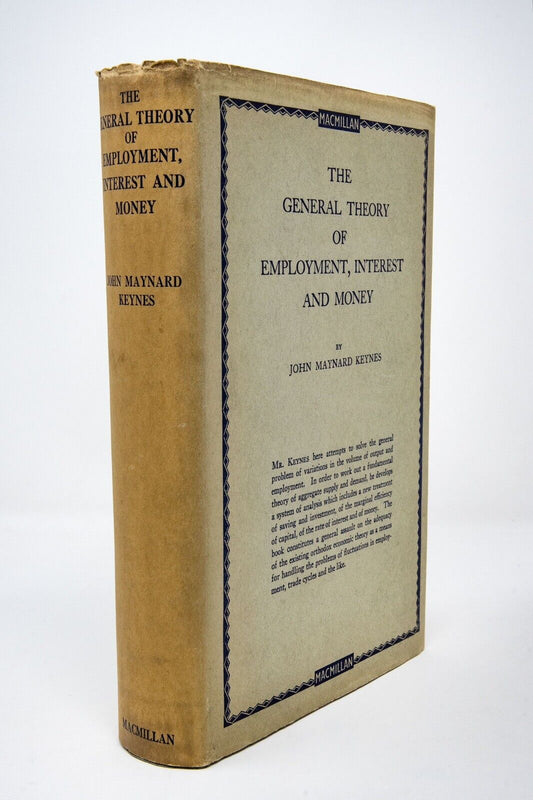 THE
GENERAL THEORY
OF
EMPLOYMENT,
INTEREST AND
MONEY
JOHN MAYNARD
KEYNES
MACMILLAN
MACMILLAN
THE
GENERAL THEORY
OF
EMPLOYMENT, INTEREST
AND MONEY
BY
JOHN MAYNARD KEYNES
MR. KEYNES here attempts to solve the general
problem of variations in the volume of output and
employment. In order to work out a fundamental
theory of aggregate supply and demand, he develops
a system of analysis which includes a new treatment
of saving and investment, of the marginal efficiency
of capital, of the rate of interest and of money. The
book constitutes a general assault on the adequacy
of the existing orthodox economic theory as a means
for handling the problems of fluctuations in employ-
ment, trade cycles and the like.
MACMILLAN